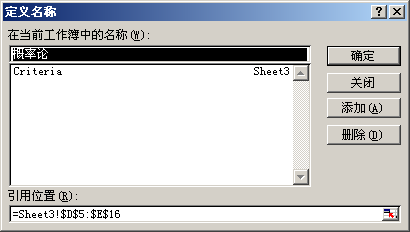 定义名称
在当前工作簿中的名称(W):
概率论
确定
Criteria Sheet3
关闭
添加(A)
删除(D)
引用位置(R):
=Sheet3!$D$5:$E$16